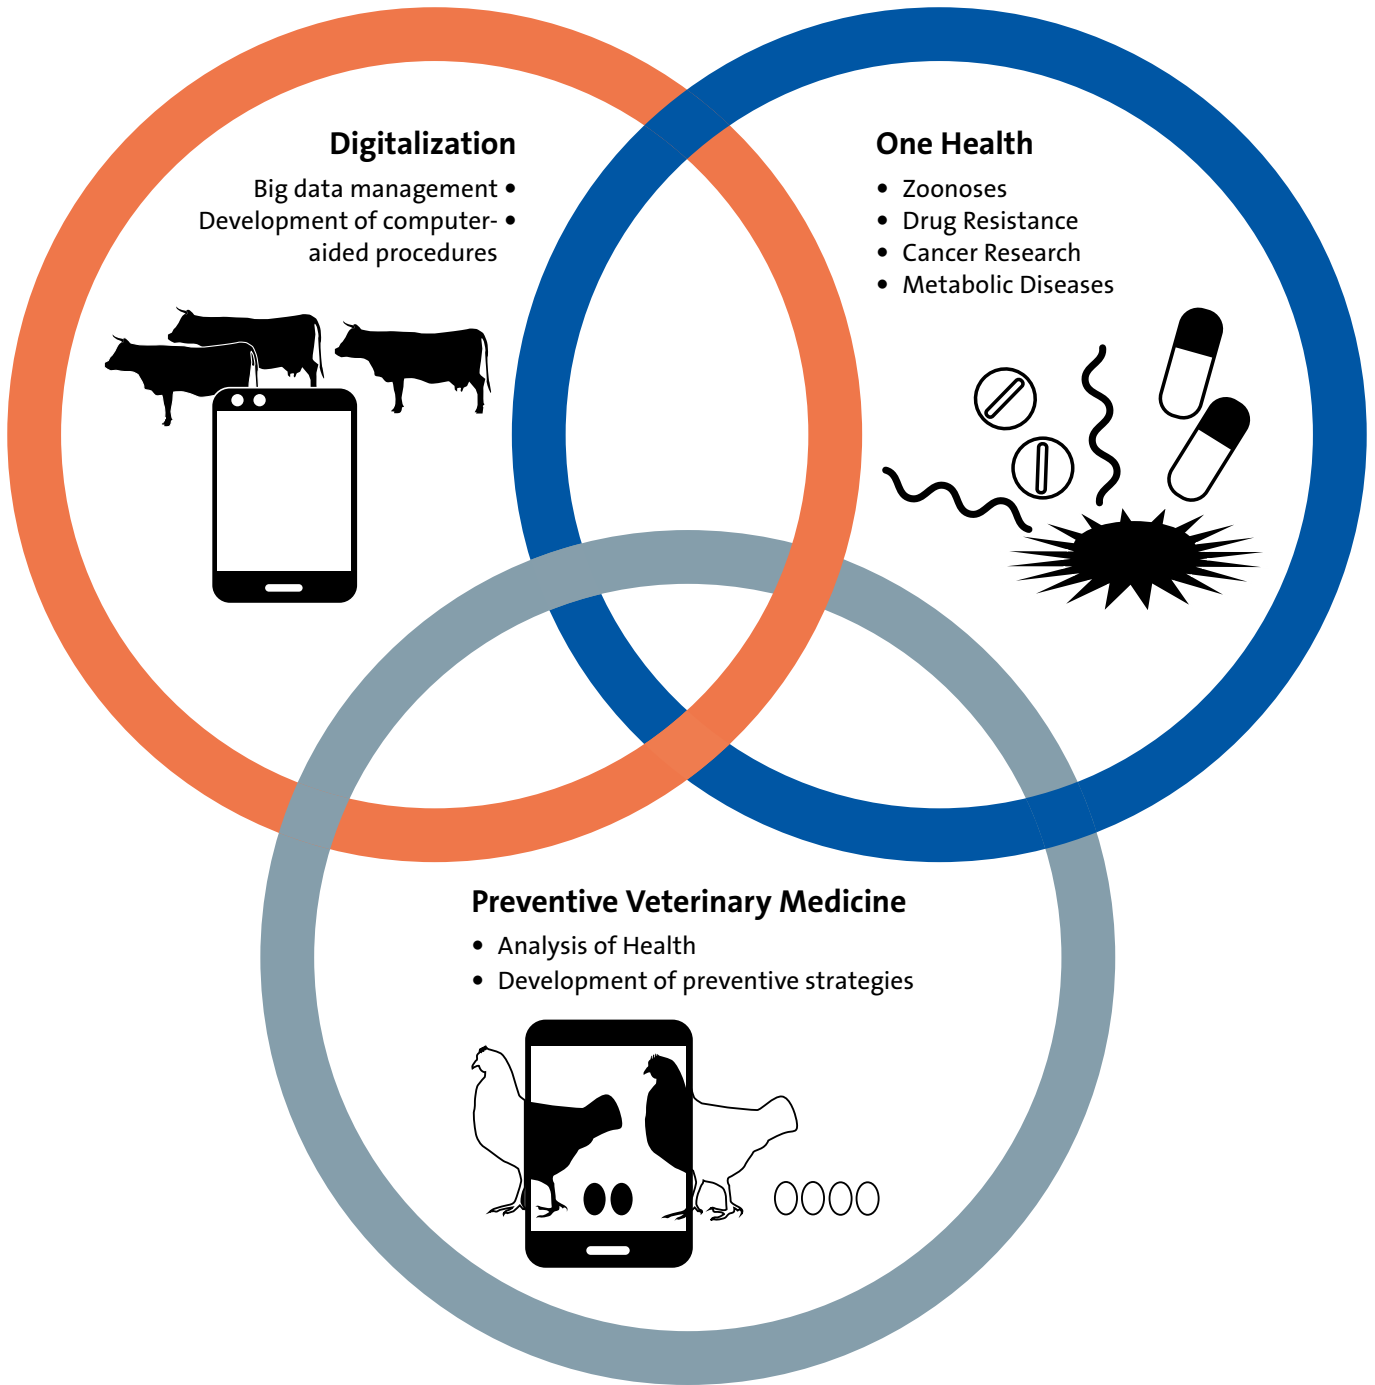 Digitalization
Big data management •
Development of computer- •
aided procedures
One Health
• Zoonoses
• Drug Resistance
• Cancer Research
• Metabolic Diseases
Preventive Veterinary Medicine
• Analysis of Health
• Development of preventive strategies